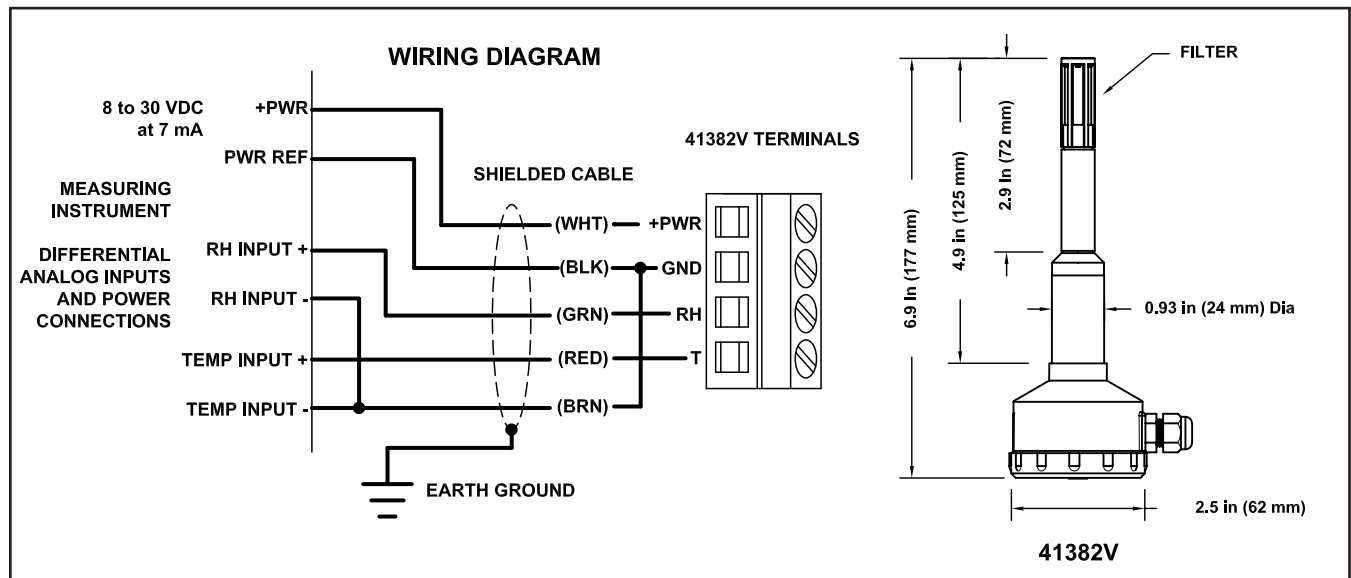 WIRING DIAGRAM
8 to 30 VDC
at 7 mA
+PWR
PWR REF
MEASURING
INSTRUMENT
DIFFERENTIAL
ANALOG INPUTS
AND POWER
CONNECTIONS
RH INPUT +
RH INPUT -
TEMP INPUT +
TEMP INPUT -
SHIELDED CABLE
(WHT)
(BLK)
(GRN)
(RED)
(BRN)
EARTH GROUND
41382V TERMINALS
+PWR
GND
RH
T
FILTER
6.9 In (177 mm)
4.9 in (125 mm)
2.9 In (72 mm)
0.93 in (24 mm) Dia
2.5 in (62 mm)
41382V